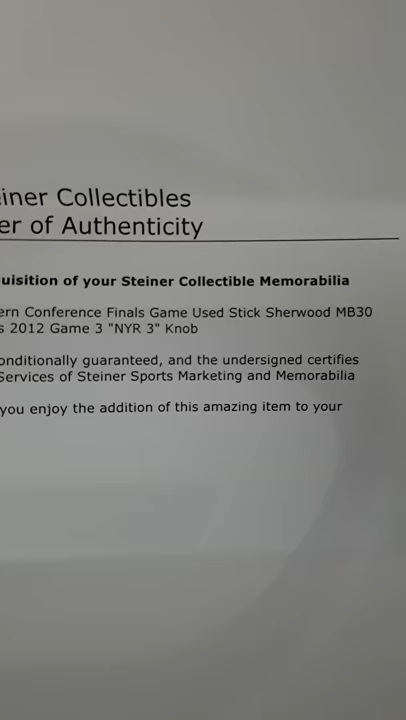 einer Collectibles
er of Authenticity
uisition of your Steiner Collectible Memorabilia
ern Conference Finals Game Used Stick Sherwood MB30
s 2012 Game 3 "NYR 3" Knob
onditionally guaranteed, and the undersigned certifies
Services of Steiner Sports Marketing and Memorabilia
you enjoy the addition of this amazing item to your